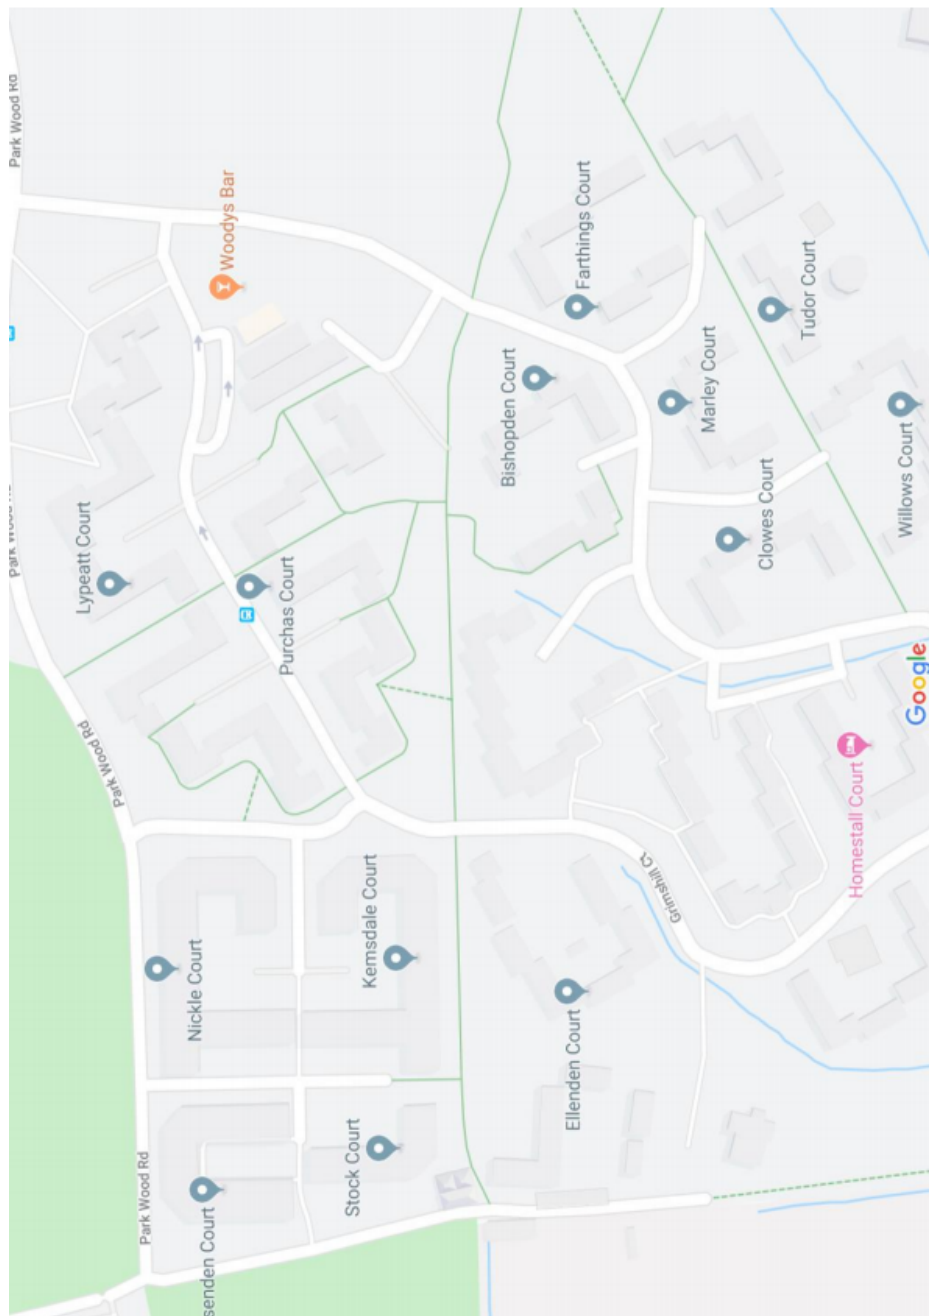 Park Wood Rd
Woodys Bar
Farthings Court
Tudor Court
Lypeatt Court
Purchas Court
Bishopden Court
Marley Court
Clowes Court
Willows Court
Park Wood Rd
Google
Homestall Court
Grimshill Ct
Nickle Court
Kemsdale Court
Ellenden Court
Stock Court
Park Wood Rd
senden Court